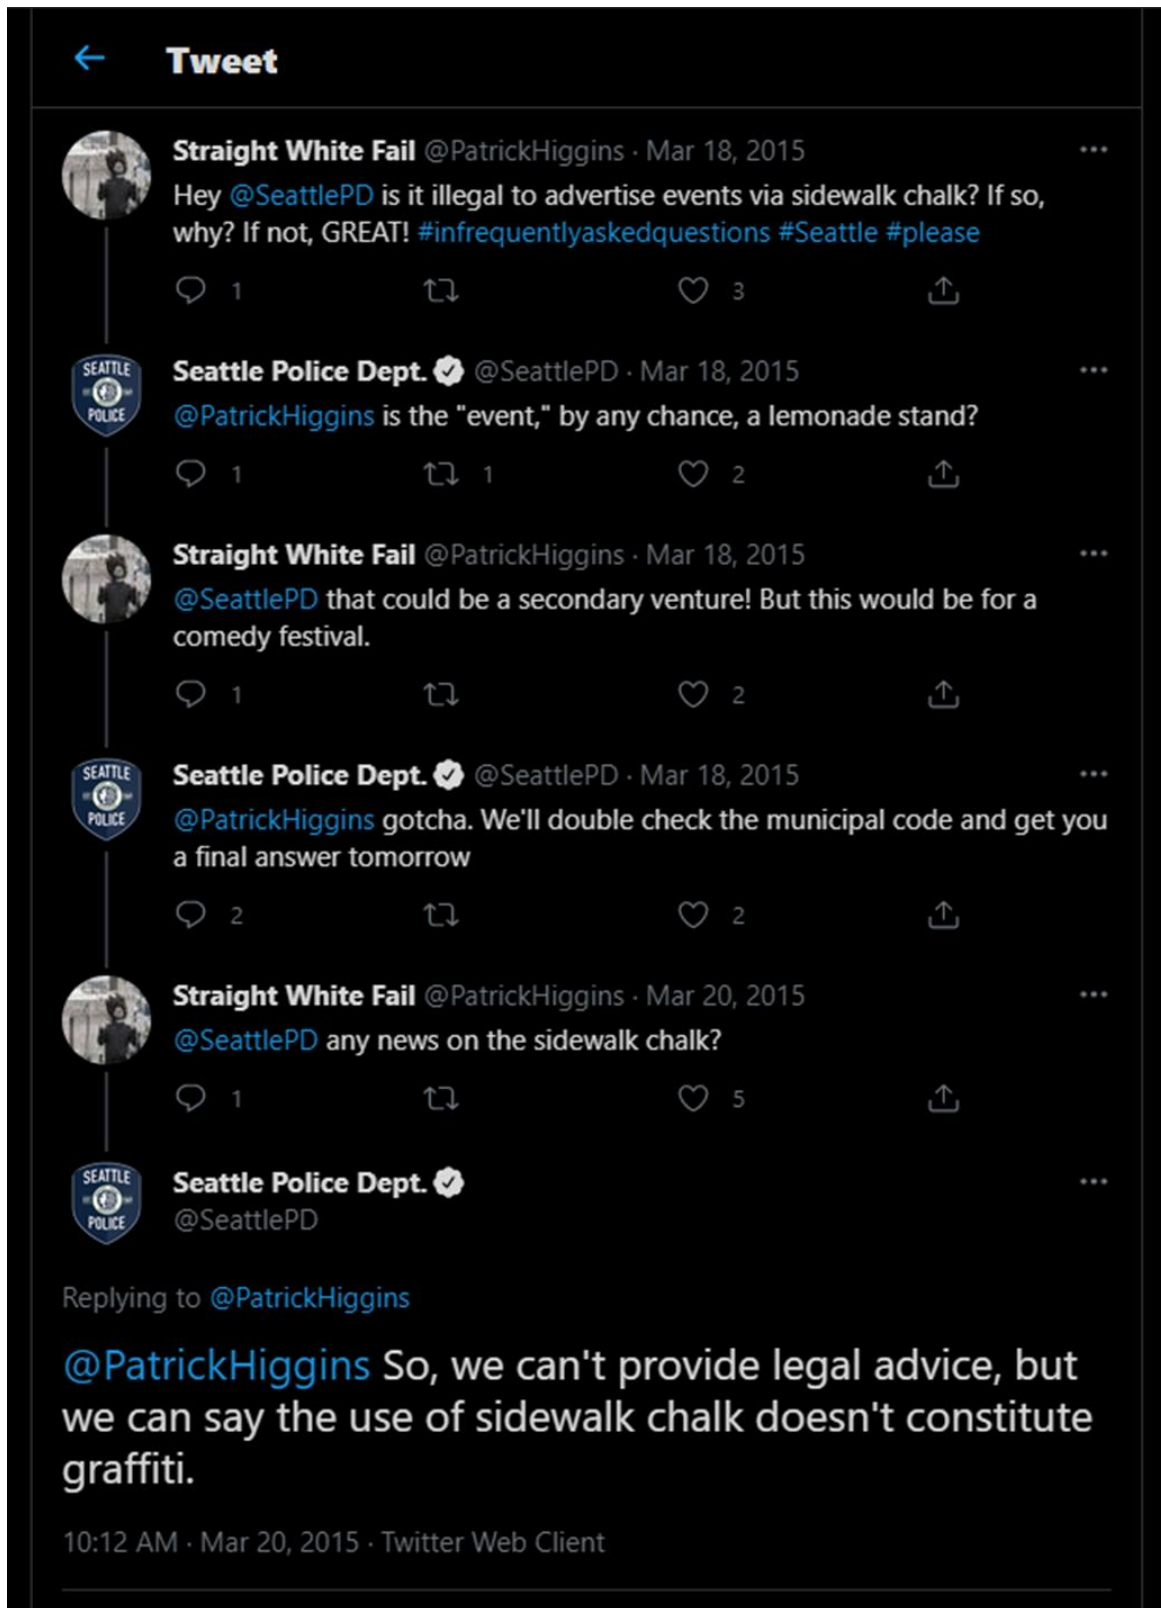 Tweet
Straight White Fail @PatrickHiggins · Mar 18, 2015
Hey @SeattlePD is it illegal to advertise events via sidewalk chalk? If so,
why? If not, GREAT! #infrequentlyaskedquestions #Seattle #please
1 3
SEATTLE
POLICE
Seattle Police Dept. @SeattlePD · Mar 18, 2015
@PatrickHiggins is the "event," by any chance, a lemonade stand?
1 1 2
Straight White Fail @PatrickHiggins · Mar 18, 2015
@SeattlePD that could be a secondary venture! But this would be for a
comedy festival.
1 2
SEATTLE
POLICE
Seattle Police Dept. @SeattlePD · Mar 18, 2015
@PatrickHiggins gotcha. We'll double check the municipal code and get you
a final answer tomorrow
2 2
Straight White Fail @PatrickHiggins · Mar 20, 2015
@SeattlePD any news on the sidewalk chalk?
1 5
SEATTLE
POLICE
Seattle Police Dept.
@SeattlePD
Replying to @PatrickHiggins
@PatrickHiggins So, we can't provide legal advice, but
we can say the use of sidewalk chalk doesn't constitute
graffiti.
10:12 AM · Mar 20, 2015 · Twitter Web Client